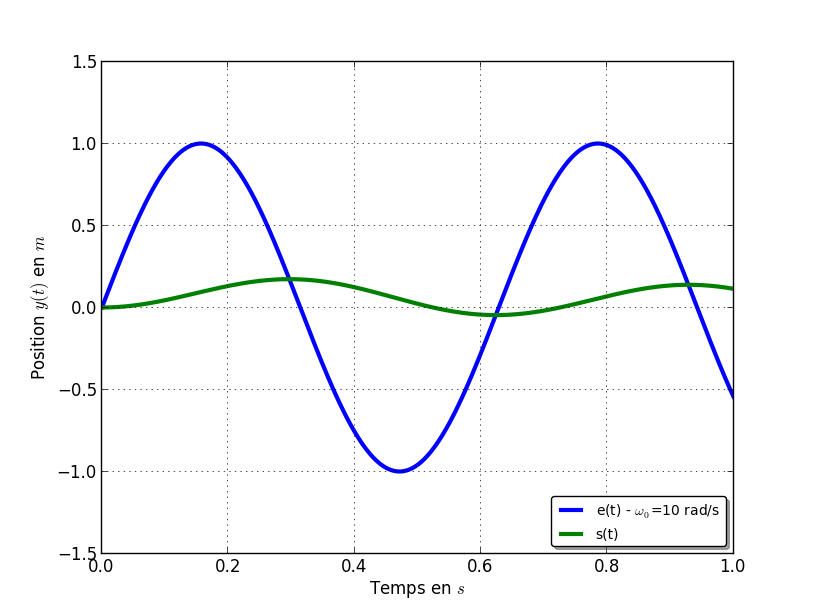 1.5
1.0
0.5
0.0
−0.5
−1.0
−1.5
Position y(t) en m
0.0 0.2 0.4 0.6 0.8 1.0
Temps en s
e(t) - ω₀=10 rad/s
s(t)